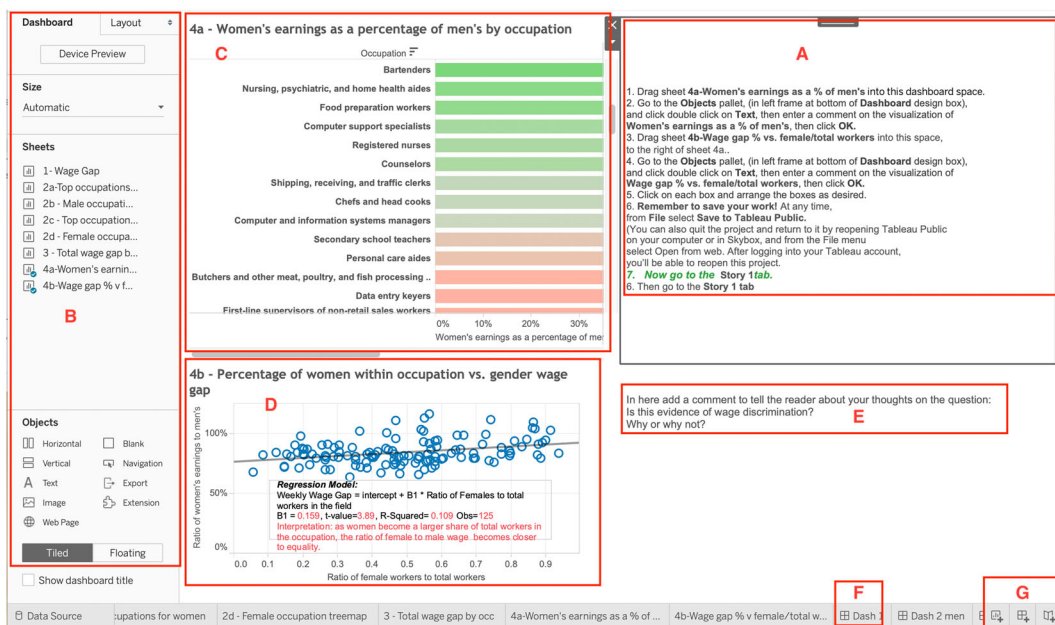 Dashboard
Layout
Device Preview
Size
Automatic
Sheets
1- Wage Gap
2a-Top occupations...
2b - Male occupati...
2c - Top occupation...
2d - Female occupa...
3 - Total wage gap b...
4a-Women's earnin...
4b-Wage gap % v f...
B
Objects
Horizontal
Blank
Vertical
Navigation
Text
Export
Image
Extension
Web Page
Tiled
Floating
Show dashboard title
4a - Women's earnings as a percentage of men's by occupation
C
Occupation
Bartenders
Nursing, psychiatric, and home health aides
Food preparation workers
Computer support specialists
Registered nurses
Counselors
Shipping, receiving, and traffic clerks
Chefs and head cooks
Computer and information systems managers
Secondary school teachers
Personal care aides
Butchers and other meat, poultry, and fish processing ..
Data entry keyers
First-line supervisors of non-retail sales workers
0% 10% 20% 30%
Women's earnings as a percentage of me
A
1. Drag sheet 4a-Women's earnings as a % of men's into this dashboard space.
2. Go to the Objects pallet, (in left frame at bottom of Dashboard design box),
and click double click on Text, then enter a comment on the visualization of
Women's earnings as a % of men's, then click OK.
3. Drag sheet 4b-Wage gap % vs. female/total workers into this space,
to the right of sheet 4a..
4. Go to the Objects pallet, (in left frame at bottom of Dashboard design box),
and click double click on Text, then enter a comment on the visualization of
Wage gap % vs. female/total workers, then click OK.
5. Click on each box and arrange the boxes as desired.
6. Remember to save your work! At any time,
from File select Save to Tableau Public.
(You can also quit the project and return to it by reopening Tableau Public
on your computer or in Skybox, and from the File menu
select Open from web. After logging into your Tableau account,
you'll be able to reopen this project.
7. Now go to the Story 1 tab.
6. Then go to the Story 1 tab
4b - Percentage of women within occupation vs. gender wage
gap
D
Ratio of women's earnings to men's
100%
50%
0%
Regression Model:
Weekly Wage Gap = intercept + B1 * Ratio of Females to total
workers in the field
B1 = 0.159, t-value=3.89, R-Squared= 0.109 Obs=125
Interpretation: as women become a larger share of total workers in
the occupation, the ratio of female to male wage becomes closer
to equality.
0.0 0.1 0.2 0.3 0.4 0.5 0.6 0.7 0.8 0.9
Ratio of female workers to total workers
In here add a comment to tell the reader about your thoughts on the question:
Is this evidence of wage discrimination?
Why or why not?
E
F
G
Data Source
cupations for women
2d - Female occupation treemap
3 - Total wage gap by occ
4a-Women's earnings as a % of ...
4b-Wage gap % v female/total w...
Dash 1
Dash 2 men